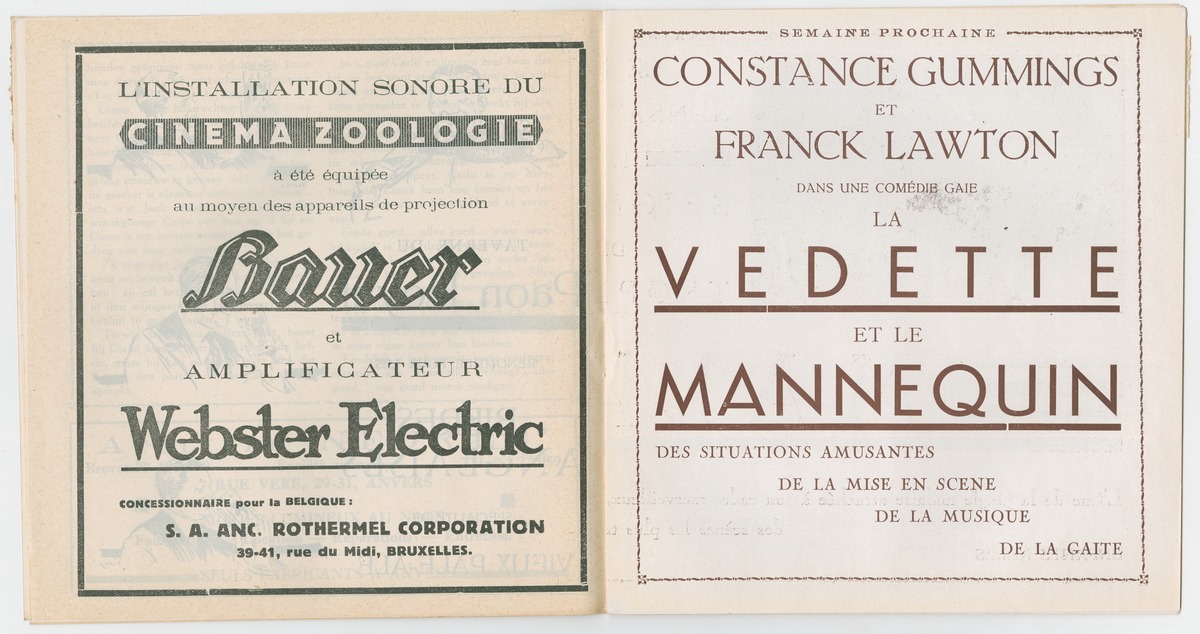 L'INSTALLATION SONORE DU
CINEMA ZOOLOGIE
à été équipée
au moyen des appareils de projection
Bauer
et
AMPLIFICATEUR
Webster Electric
CONCESSIONNAIRE pour la BELGIQUE :
S. A. ANC. ROTHERMEL CORPORATION
39-41, rue du Midi, BRUXELLES.
SEMAINE PROCHAINE
CONSTANCE GUMMINGS
ET
FRANCK LAWTON
DANS UNE COMÉDIE GAIE
LA
VEDETTE
ET LE
MANNEQUIN
DES SITUATIONS AMUSANTES
DE LA MISE EN SCENE
DE LA MUSIQUE
DE LA GAITE